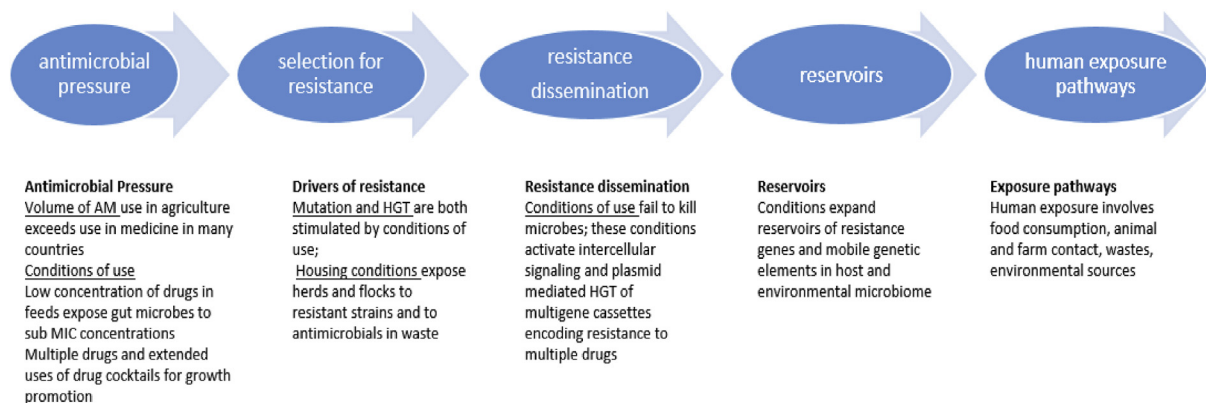 antimicrobial
pressure
selection for
resistance
resistance
dissemination
reservoirs
human exposure
pathways
Antimicrobial Pressure
Volume of AM use in agriculture
exceeds use in medicine in many
countries
Conditions of use
Low concentration of drugs in
feeds expose gut microbes to
sub MIC concentrations
Multiple drugs and extended
uses of drug cocktails for growth
promotion
Drivers of resistance
Mutation and HGT are both
stimulated by conditions of
use;
Housing conditions expose
herds and flocks to
resistant strains and to
antimicrobials in waste
Resistance dissemination
Conditions of use fail to kill
microbes; these conditions
activate intercellular
signaling and plasmid
mediated HGT of
multigene cassettes
encoding resistance to
multiple drugs
Reservoirs
Conditions expand
reservoirs of resistance
genes and mobile genetic
elements in host and
environmental microbiome
Exposure pathways
Human exposure involves
food consumption, animal
and farm contact, wastes,
environmental sources